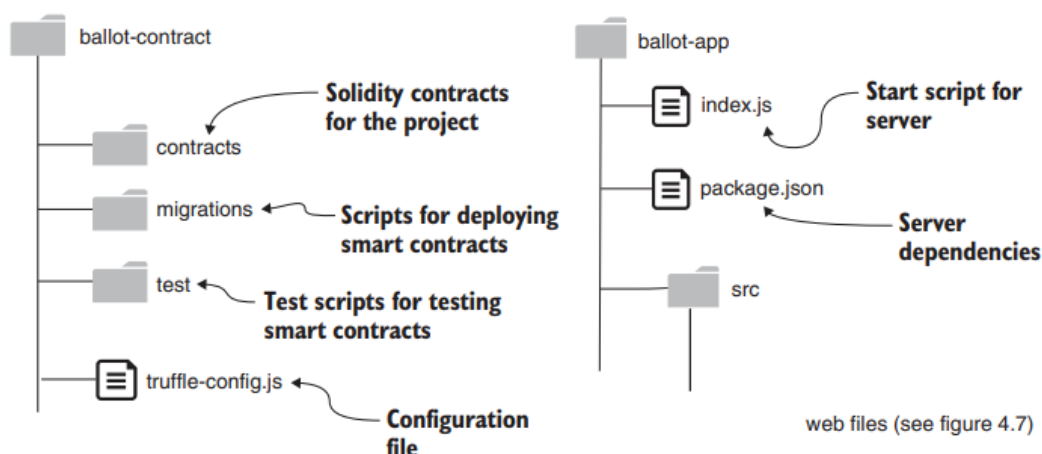 ballot-contract
Solidity contracts
for the project
contracts
migrations
Scripts for deploying
smart contracts
test
Test scripts for testing
smart contracts
truffle-config.js
Configuration
file
ballot-app
index.js
Start script for
server
package.json
Server
dependencies
src
web files (see figure 4.7)